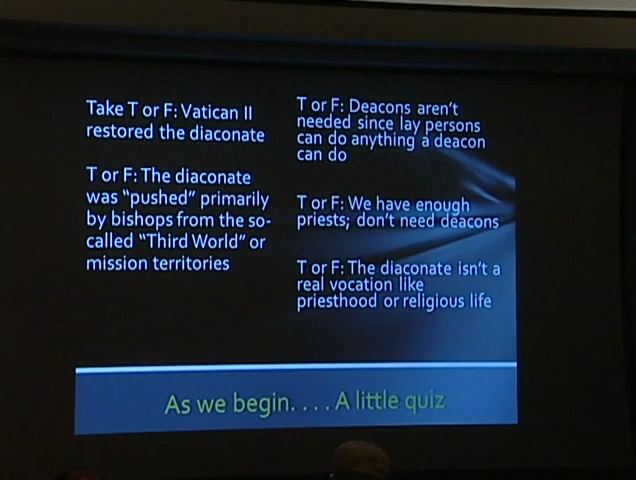 Take T or F: Vatican II
restored the diaconate
T or F: The diaconate
was “pushed” primarily
by bishops from the so-
called “Third World” or
mission territories
T or F: Deacons aren’t
needed since lay persons
can do anything a deacon
can do
T or F: We have enough
priests; don’t need deacons
T or F: The diaconate isn’t a
real vocation like
priesthood or religious life
As we begin. . . . A little quiz